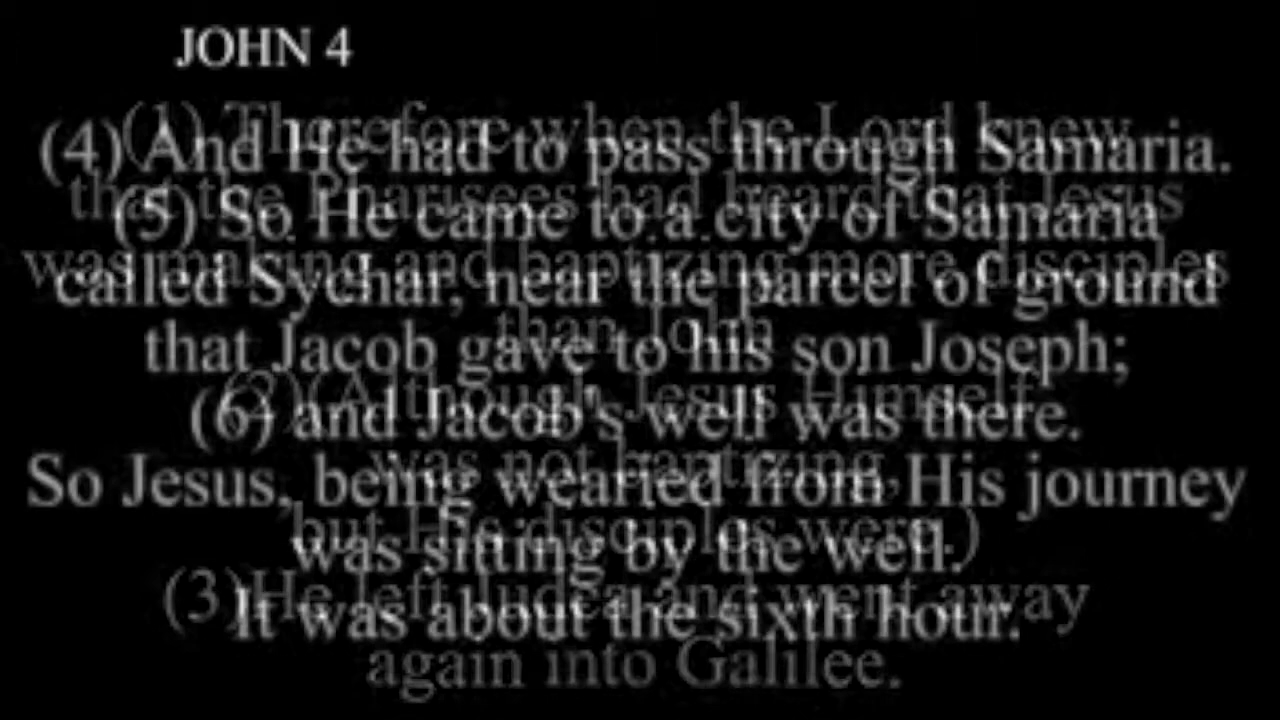 JOHN 4
(1) Therefore when the Lord knew
that the Pharisees had heard that Jesus
was making and baptizing more disciples
than John
(2) (Although Jesus Himself
was not baptizing,
but His disciples were.)
(3) He left Judea and went away
again into Galilee.
(4) And He had to pass through Samaria.
(5) So He came to a city of Samaria
called Sychar, near the parcel of ground
that Jacob gave to his son Joseph;
(6) and Jacob's well was there.
So Jesus, being wearied from His journey
was sitting by the well.
It was about the sixth hour.